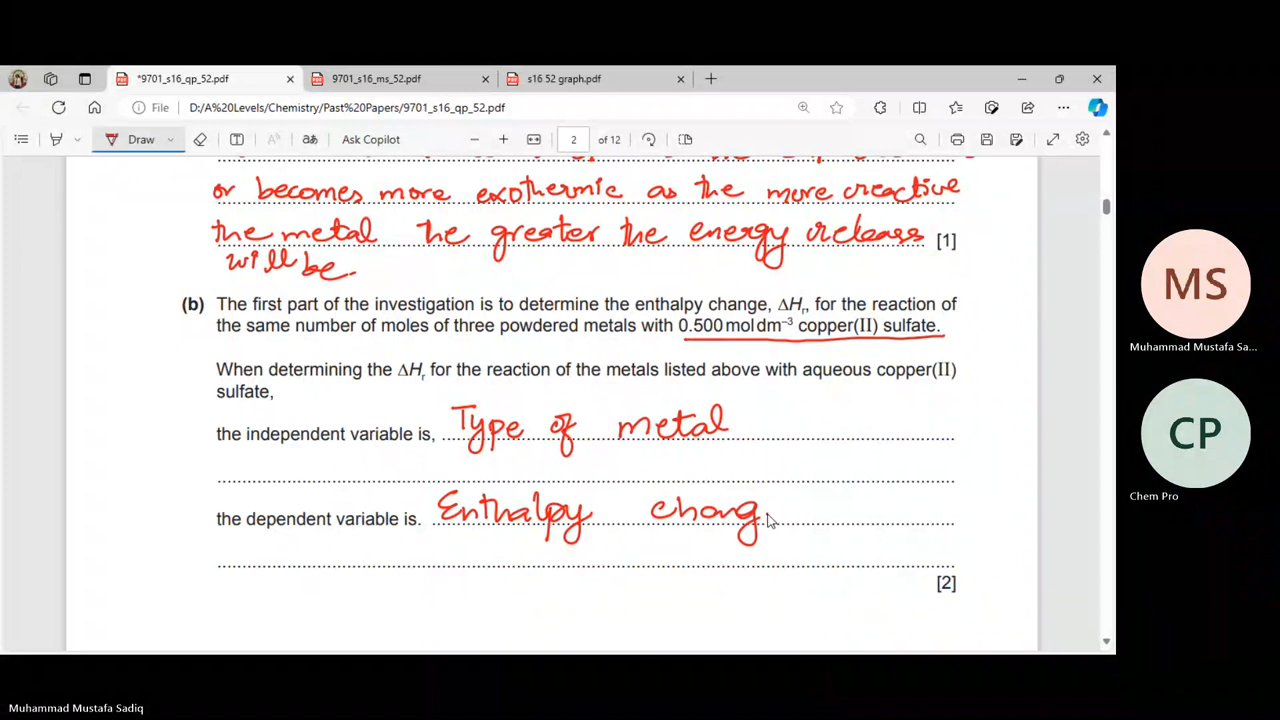 *9701_s16_qp_52.pdf
9701_s16_ms_52.pdf
s16 52 graph.pdf
File
D:/A%20Levels/Chemistry/Past%20Papers/9701_s16_qp_52.pdf
Draw
aあ
Ask Copilot
2
of 12
or becomes more exothermic as the more reactive
the metal the greater the energy release [1]
will be.
(b) The first part of the investigation is to determine the enthalpy change, ΔHr, for the reaction of
the same number of moles of three powdered metals with 0.500 mol dm⁻³ copper(II) sulfate.
When determining the ΔHr for the reaction of the metals listed above with aqueous copper(II)
sulfate,
the independent variable is, Type of metal
the dependent variable is. Enthalpy chang
[2]
MS
Muhammad Mustafa Sa...
CP
Chem Pro
Muhammad Mustafa Sadiq